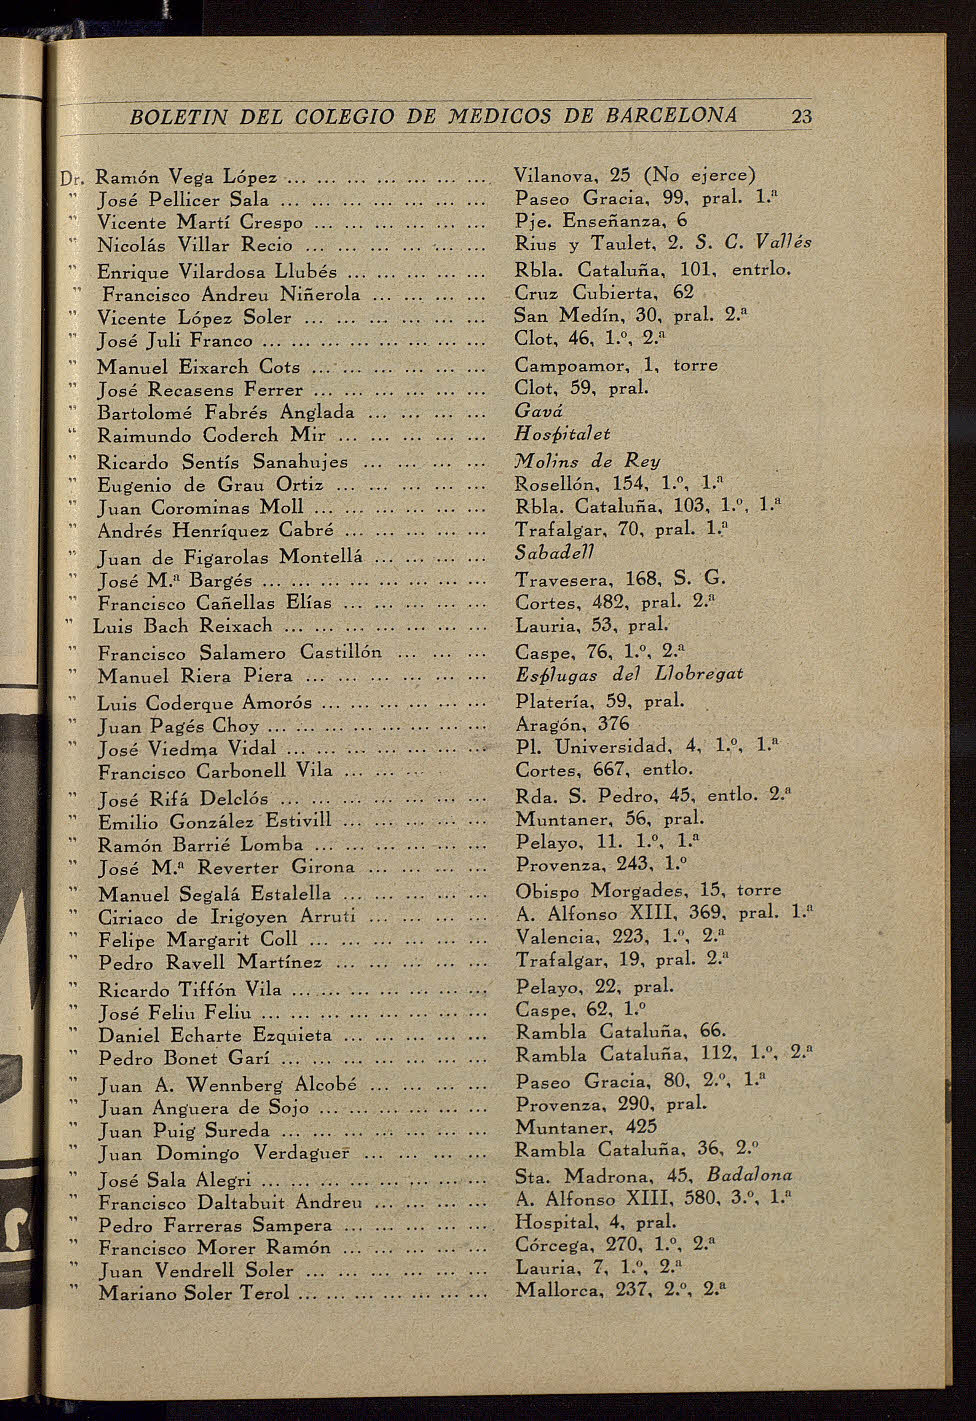 BOLETIN DEL COLEGIO DE MEDICOS DE BARCELONA 23
Dr. Ramón Vega López ... ... ... ... ... ... ... Vilanova, 25 (No ejerce)
" José Pellicer Sala ... ... ... ... ... ... ... Paseo Gracia, 99, pral. 1.ª
" Vicente Martí Crespo ... ... ... ... ... ... Pje. Enseñanza, 6
" Nicolás Villar Recio ... ... ... ... ... ... Rius y Taulet, 2. S. C. Vallés
" Enrique Vilardosa Llubés ... ... ... ... ... Rbla. Cataluña, 101, entrlo.
" Francisco Andreu Niñerola ... ... ... ... Cruz Cubierta, 62
" Vicente López Soler ... ... ... ... ... ... San Medín, 30, pral. 2.ª
" José Juli Franco ... ... ... ... ... ... ... ... Clot, 46, 1.º, 2.ª
" Manuel Eixarch Cots ... ... ... ... ... ... Campoamor, 1, torre
" José Recasens Ferrer ... ... ... ... ... ... Clot, 59, pral.
" Bartolomé Fabrés Anglada ... ... ... ... Gavá
" Raimundo Coderch Mir ... ... ... ... ... Hospitalet
" Ricardo Sentís Sanahujes ... ... ... ... Molins de Rey
" Eugenio de Grau Ortiz ... ... ... ... ... Rosellón, 154, 1.º, 1.ª
" Juan Corominas Moll ... ... ... ... ... ... Rbla. Cataluña, 103, 1.º, 1.ª
" Andrés Henríquez Cabré ... ... ... ... ... Trafalgar, 70, pral. 1.ª
" Juan de Figarolas Montellá ... ... ... ... Sabadell
" José M.ª Bargés ... ... ... ... ... ... ... ... Travesera, 168, S. G.
" Francisco Cañellas Elías ... ... ... ... ... Cortes, 482, pral. 2.ª
" Luis Bach Reixach ... ... ... ... ... ... ... Lauria, 53, pral.
" Francisco Salamero Castillón ... ... ... Caspe, 76, 1.º, 2.ª
" Manuel Riera Piera ... ... ... ... ... ... Esplugas del Llobregat
" Luis Coderque Amorós ... ... ... ... ... ... Platería, 59, pral.
" Juan Pagés Choy ... ... ... ... ... ... ... ... Aragón, 376
" José Viedma Vidal ... ... ... ... ... ... ... Pl. Universidad, 4, 1.º, 1.ª
Francisco Carbonell Vila ... ... ... Cortes, 667, entlo.
" José Rifá Delclós ... ... ... ... ... ... ... Rda. S. Pedro, 45, entlo. 2.ª
" Emilio González Estivill ... ... ... ... ... Muntaner, 56, pral.
" Ramón Barrié Lomba ... ... ... ... ... ... Pelayo, 11. 1.º, 1.ª
" José M.ª Reverter Girona ... ... ... ... Provenza, 243, 1.º
" Manuel Segalá Estalella ... ... ... ... ... Obispo Morgades, 15, torre
" Ciriaco de Irigoyen Arruti ... ... ... ... A. Alfonso XIII, 369, pral. 1.ª
" Felipe Margarit Coll ... ... ... ... ... ... Valencia, 223, 1.º, 2.ª
" Pedro Ravell Martínez ... ... ... ... ... Trafalgar, 19, pral. 2.ª
" Ricardo Tiffón Vila ... ... ... ... ... ... ... Pelayo, 22, pral.
" José Feliu Feliu ... ... ... ... ... ... ... ... Caspe, 62, 1.º
" Daniel Echarte Ezquieta ... ... ... ... ... Rambla Cataluña, 66.
" Pedro Bonet Garí ... ... ... ... ... ... ... Rambla Cataluña, 112, 1.º, 2.ª
" Juan A. Wennberg Alcobé ... ... ... ... Paseo Gracia, 80, 2.º, 1.ª
" Juan Anguera de Sojo ... ... ... ... ... ... Provenza, 290, pral.
" Juan Puig Sureda ... ... ... ... ... ... ... Muntaner, 425
" Juan Domingo Verdaguer ... ... ... ... Rambla Cataluña, 36, 2.º
" José Sala Alegri ... ... ... ... ... ... ... ... Sta. Madrona, 45, Badalona
" Francisco Daltabuit Andreu ... ... ... ... A. Alfonso XIII, 580, 3.º, 1.ª
" Pedro Farreras Sampera ... ... ... ... ... Hospital, 4, pral.
" Francisco Morer Ramón ... ... ... ... ... Córcega, 270, 1.º, 2.ª
" Juan Vendrell Soler ... ... ... ... ... ... Lauria, 7, 1.º, 2.ª
" Mariano Soler Terol ... ... ... ... ... ... ... Mallorca, 237, 2.º, 2.ª